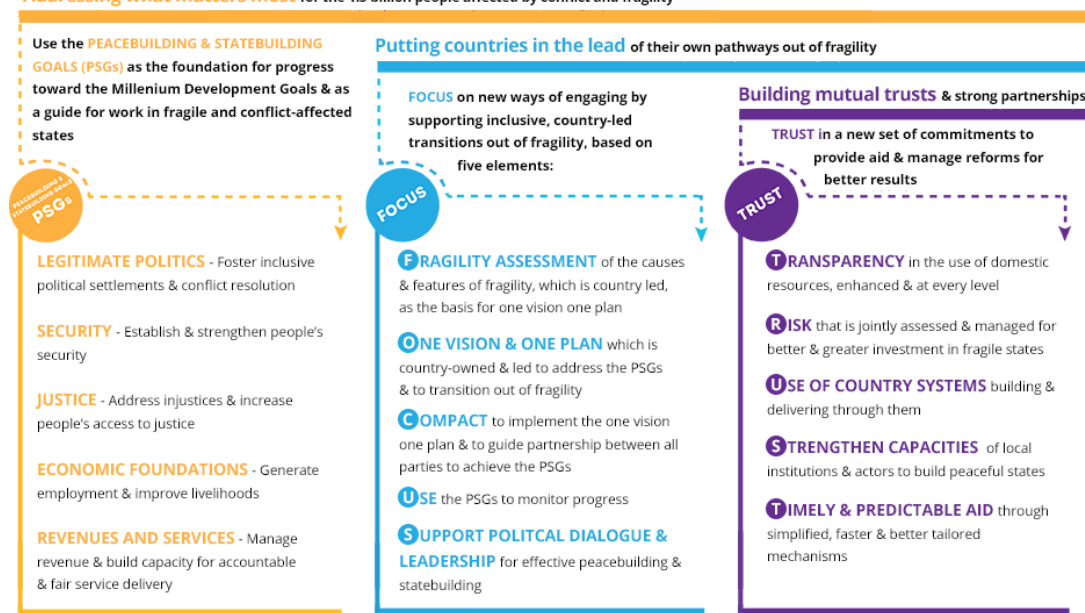 Addressing what matters most for the 1.5 billion people affected by conflict and fragility
Use the PEACEBUILDING & STATEBUILDING
GOALS (PSGs) as the foundation for progress
toward the Millenium Development Goals & as
a guide for work in fragile and conflict-affected
states
PEACEBUILDING &
STATEBUILDING GOALS
PSGs
LEGITIMATE POLITICS - Foster inclusive
political settlements & conflict resolution
SECURITY - Establish & strengthen people's
security
JUSTICE - Address injustices & increase
people's access to justice
ECONOMIC FOUNDATIONS - Generate
employment & improve livelihoods
REVENUES AND SERVICES - Manage
revenue & build capacity for accountable
& fair service delivery
Putting countries in the lead of their own pathways out of fragility
FOCUS on new ways of engaging by
supporting inclusive, country-led
transitions out of fragility, based on
five elements:
FOCUS
FRAGILITY ASSESSMENT of the causes
& features of fragility, which is country led,
as the basis for one vision one plan
ONE VISION & ONE PLAN which is
country-owned & led to address the PSGs
& to transition out of fragility
COMPACT to implement the one vision
one plan & to guide partnership between all
parties to achieve the PSGs
USE the PSGs to monitor progress
SUPPORT POLITCAL DIALOGUE &
LEADERSHIP for effective peacebuilding &
statebuilding
Building mutual trusts & strong partnerships
TRUST in a new set of commitments to
provide aid & manage reforms for
better results
TRUST
TRANSPARENCY in the use of domestic
resources, enhanced & at every level
RISK that is jointly assessed & managed for
better & greater investment in fragile states
USE OF COUNTRY SYSTEMS building &
delivering through them
STRENGTHEN CAPACITIES of local
institutions & actors to build peaceful states
TIMELY & PREDICTABLE AID through
simplified, faster & better tailored
mechanisms